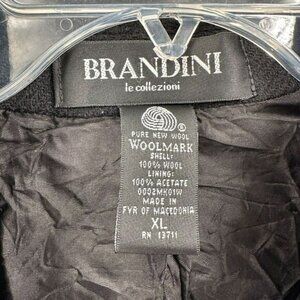 BRANDINI
le collezioni
PURE NEW WOOL
WOOLMARK
SHELL:
100% WOOL
LINING:
100% ACETATE
0002MK01W
MADE IN
FYR OF MACEDONIA
XL
RN 13711